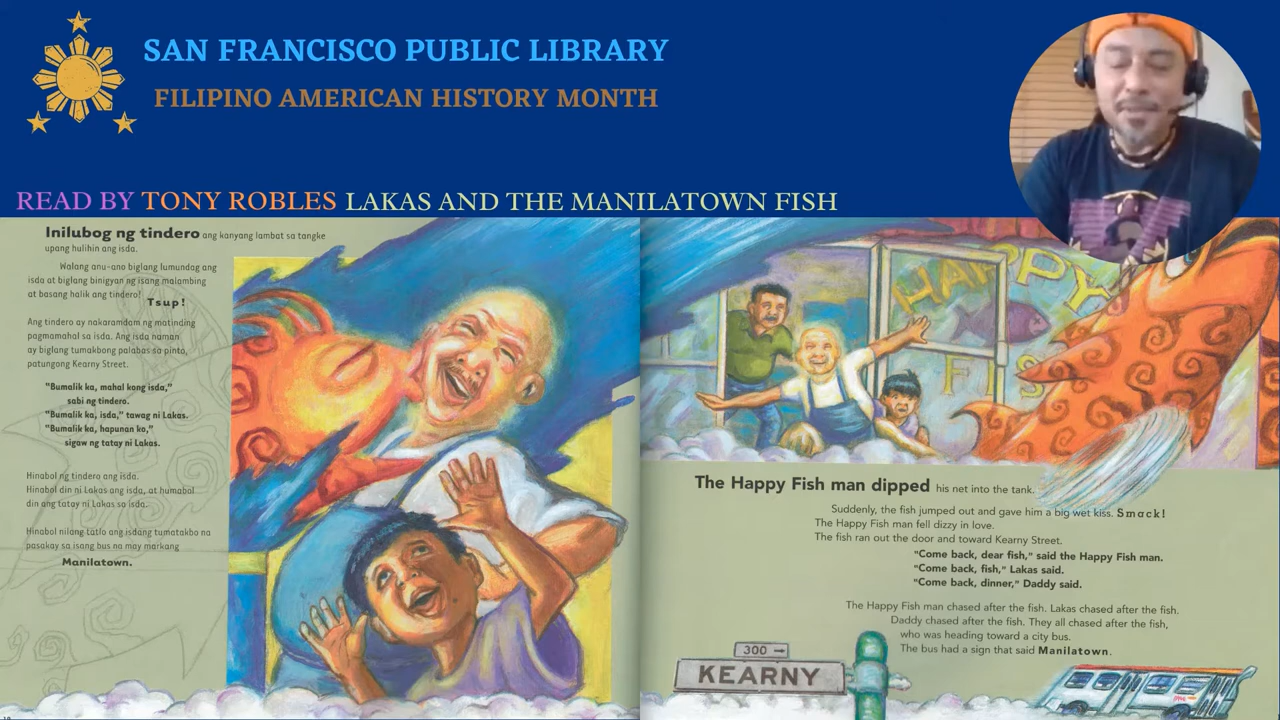 SAN FRANCISCO PUBLIC LIBRARY
FILIPINO AMERICAN HISTORY MONTH
READ BY TONY ROBLES LAKAS AND THE MANILATOWN FISH
Inilubog ng tindero ang kanyang lambat sa tangke
upang hulihin ang isda.
Walang anu-ano biglang lumundag ang
isda at biglang binigyan ng isang malambing
at basang halik ang tindero!
Tsup!
Ang tindero ay nakaramdam ng matinding
pagmamahal sa isda. Ang isda naman
ay biglang tumakbong palabas sa pinto,
patungong Kearny Street.
"Bumalik ka, mahal kong isda,"
sabi ng tindero.
"Bumalik ka, isda," tawag ni Lakas.
"Bumalik ka, hapunan ko,"
sigaw ng tatay ni Lakas.
Hinabol ng tindero ang isda.
Hinabol din ni Lakas ang isda, at humabol
din ang tatay ni Lakas sa isda.
Hinabol nilang tatlo ang isdang tumatakbo na
pasakay sa isang bus na may markang
Manilatown.
HAPPY
FIS
The Happy Fish man dipped his net into the tank.
Suddenly, the fish jumped out and gave him a big wet kiss. Smack!
The Happy Fish man fell dizzy in love.
The fish ran out the door and toward Kearny Street.
"Come back, dear fish," said the Happy Fish man.
"Come back, fish," Lakas said.
"Come back, dinner," Daddy said.
The Happy Fish man chased after the fish. Lakas chased after the fish.
Daddy chased after the fish. They all chased after the fish,
who was heading toward a city bus.
The bus had a sign that said Manilatown.
300 →
KEARNY